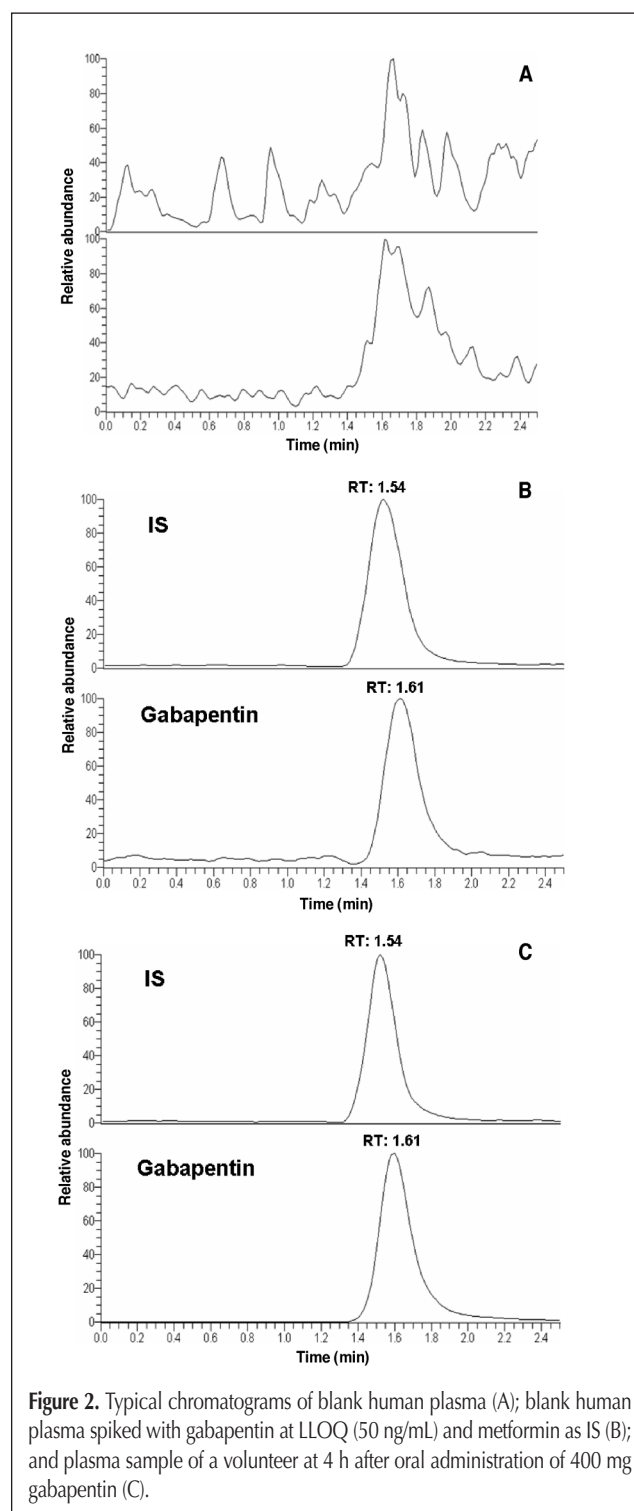 A
100
80
60
40
20
0
100
80
60
40
20
0
Relative abundance
0.0 0.2 0.4 0.6 0.8 1.0 1.2 1.4 1.6 1.8 2.0 2.2 2.4
Time (min)
B
RT: 1.54
IS
100
80
60
40
20
0
RT: 1.61
Gabapentin
100
80
60
40
20
0
Relative abundance
0.0 0.2 0.4 0.6 0.8 1.0 1.2 1.4 1.6 1.8 2.0 2.2 2.4
Time (min)
C
RT: 1.54
IS
100
80
60
40
20
0
RT: 1.61
Gabapentin
100
80
60
40
20
0
Relative abundance
0.0 0.2 0.4 0.6 0.8 1.0 1.2 1.4 1.6 1.8 2.0 2.2 2.4
Time (min)
Figure 2. Typical chromatograms of blank human plasma (A); blank human
plasma spiked with gabapentin at LLOQ (50 ng/mL) and metformin as IS (B);
and plasma sample of a volunteer at 4 h after oral administration of 400 mg
gabapentin (C).